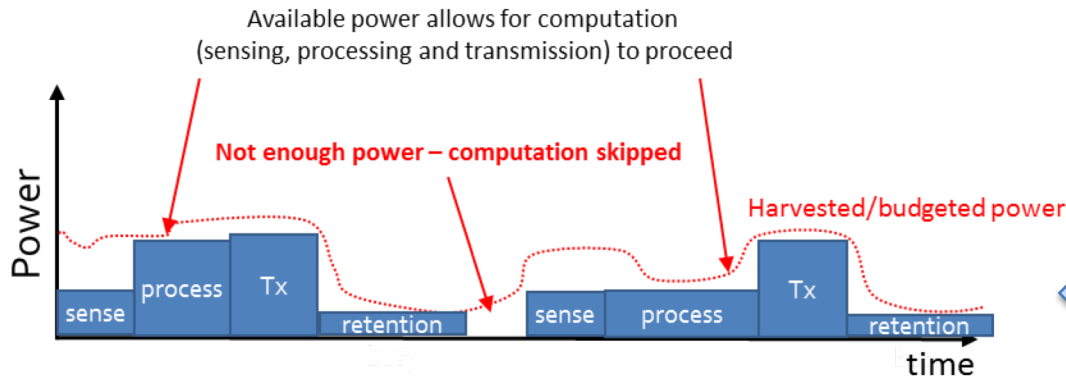 Available power allows for computation
(sensing, processing and transmission) to proceed
Not enough power – computation skipped
Harvested/budgeted power
Power
sense
process
Tx
retention
sense
process
Tx
retention
time